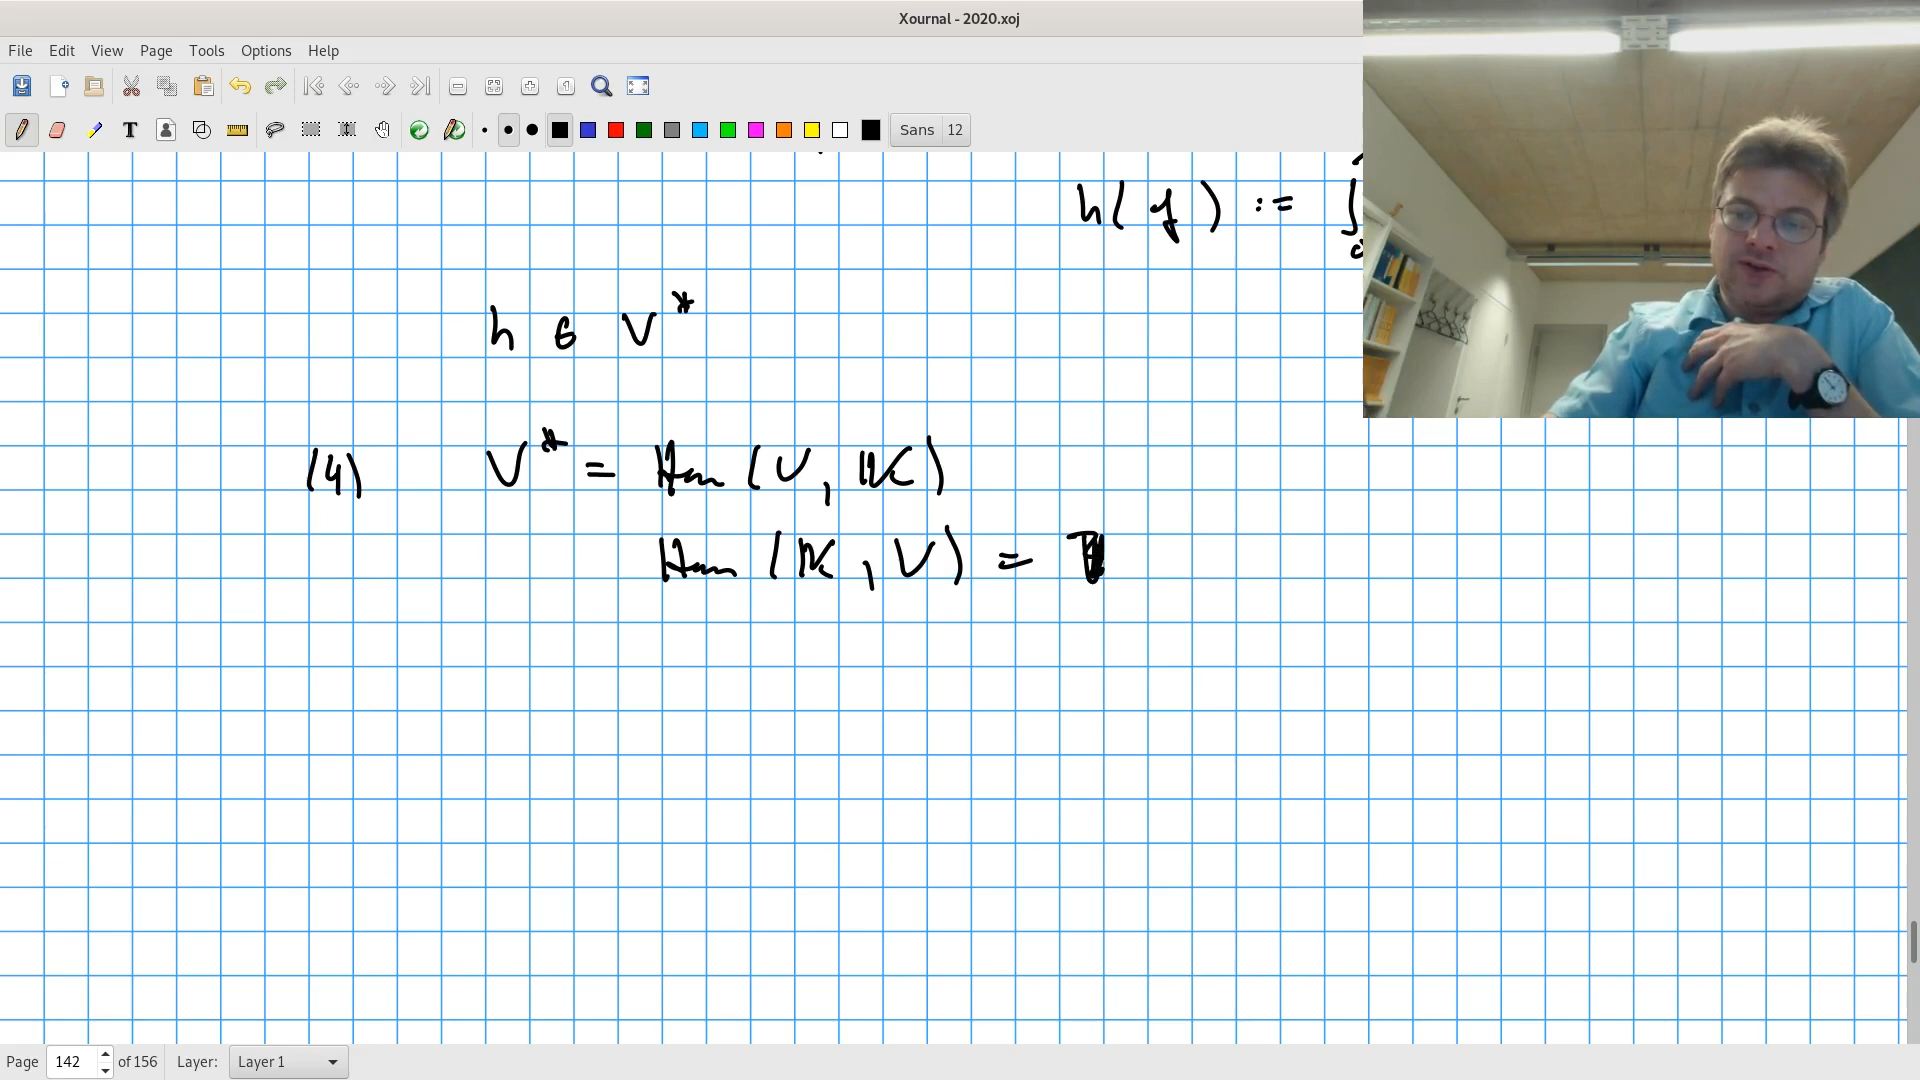 Xournal - 2020.xoj
File Edit View Page Tools Options Help
Sans 12
h( f ) := ∫
0
h ∈ V*
(4) V* = Hom (V, K)
Hom (K, V) =
Page 142 of 156 Layer: Layer 1